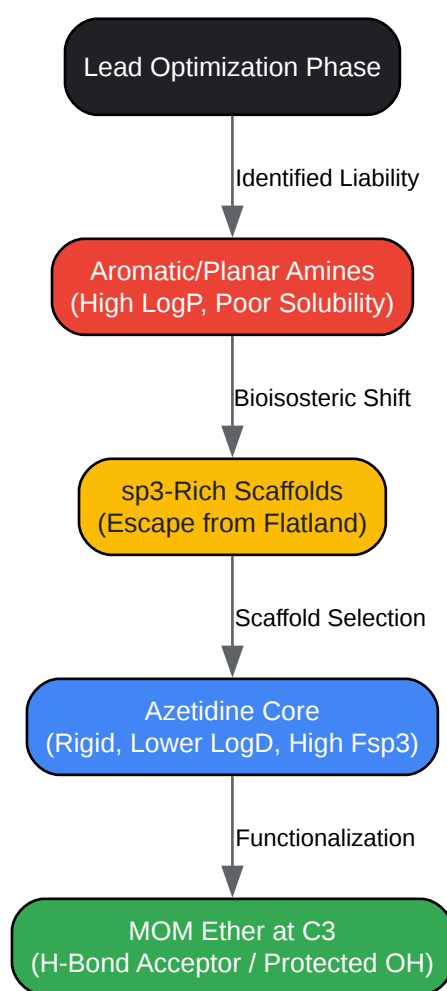 Lead Optimization Phase
Identified Liability
Aromatic/Planar Amines
(High LogP, Poor Solubility)
Bioisosteric Shift
sp3-Rich Scaffolds
(Escape from Flatland)
Scaffold Selection
Azetidine Core
(Rigid, Lower LogD, High Fsp3)
Functionalization
MOM Ether at C3
(H-Bond Acceptor / Protected OH)